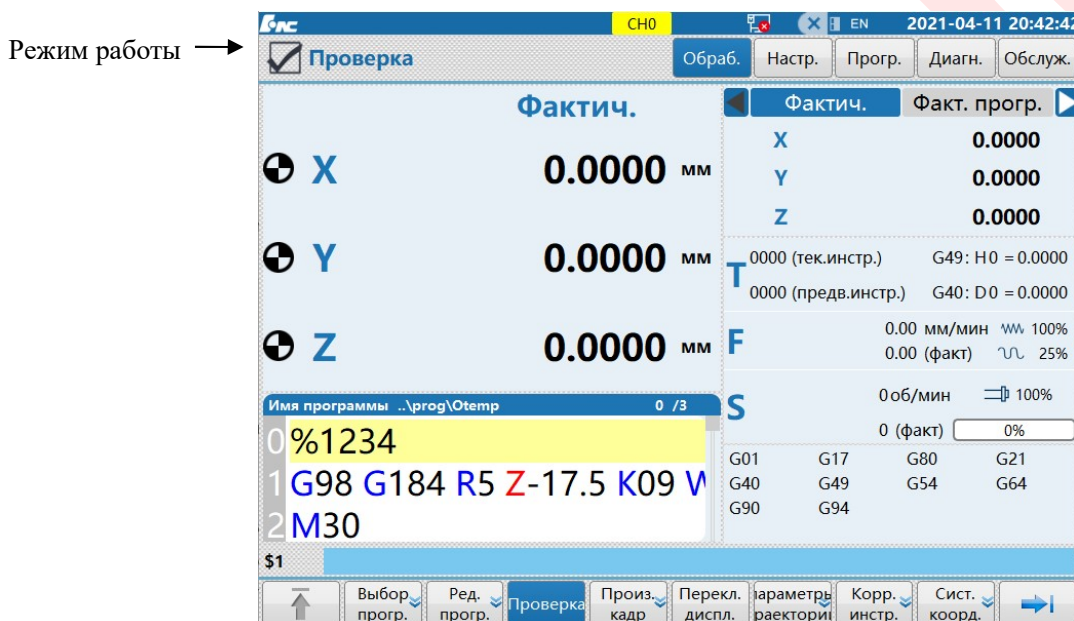 CH0 EN 2021-04-11 20:42:42
Режим работы
Проверка Обраб. Настр. Прогр. Диагн. Обслуж.
Фактич. Фактич. Факт. прогр.
X 0.0000 мм
Y 0.0000 мм
Z 0.0000 мм
X 0.0000
Y 0.0000
Z 0.0000
T 0000 (тек.инстр.) G49: H0 =0.0000
0000 (предв.инстр.) G40: D0 =0.0000
F 0.00 мм/мин 100%
0.00 (факт) 25%
S 0 об/мин 100%
0 (факт) 0%
G01 G17 G80 G21
G40 G49 G54 G64
G90 G94
Имя программы ..\prog\Otemp 0 /3
0 %1234
1 G98 G184 R5 Z-17.5 K09
2 M30
$1
Выбор прогр.
Ред. прогр.
Проверка
Произ. кадр
Перекл. диспл.
Корр. инстр.
Сист. коорд.